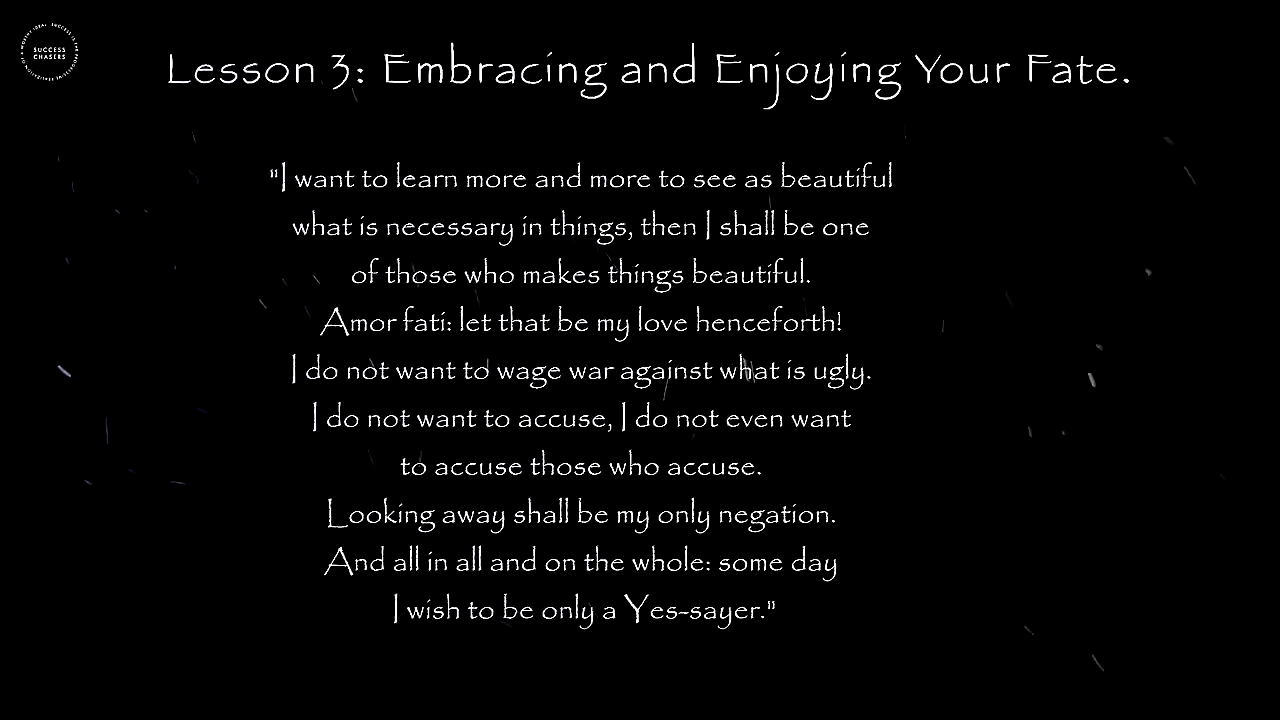 SUCCESS
CHASERS
Lesson 3: Embracing and Enjoying Your Fate.
"I want to learn more and more to see as beautiful
what is necessary in things, then I shall be one
of those who makes things beautiful.
Amor fati: let that be my love henceforth!
I do not want to wage war against what is ugly.
I do not want to accuse, I do not even want
to accuse those who accuse.
Looking away shall be my only negation.
And all in all and on the whole: some day
I wish to be only a Yes-sayer."